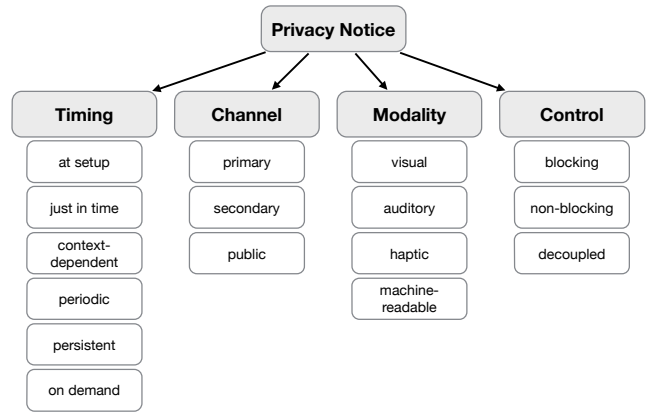 Privacy Notice
Timing
at setup
just in time
context-
dependent
periodic
persistent
on demand
Channel
primary
secondary
public
Modality
visual
auditory
haptic
machine-
readable
Control
blocking
non-blocking
decoupled